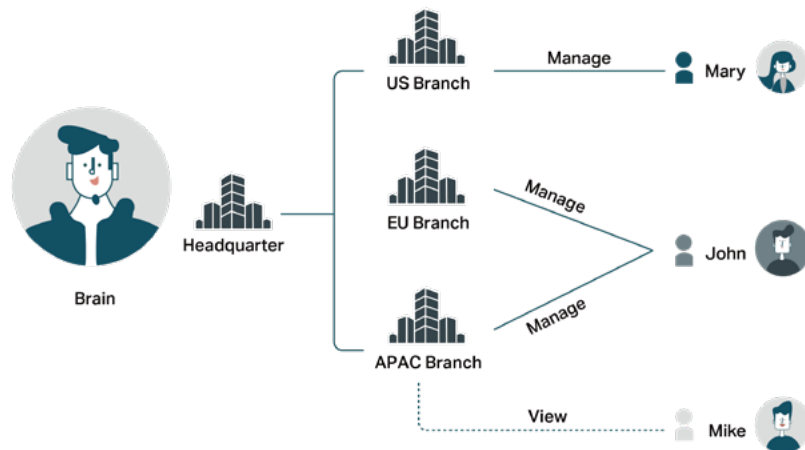 US Branch
Manage
Mary
Brain
Headquarter
EU Branch
Manage
John
Manage
APAC Branch
View
Mike